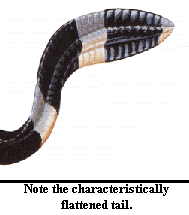 Note the characteristically
flattened tail.